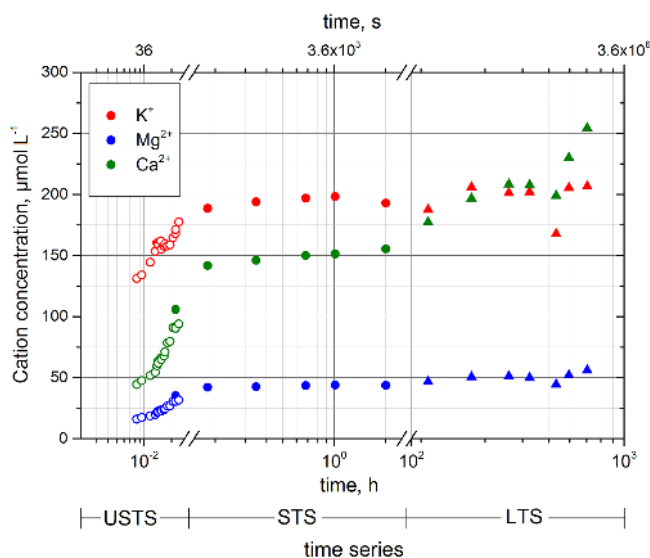 time, s
36
3.6x10³
3.6x10⁶
300
250
200
150
100
50
0
Cation concentration, µmol L⁻¹
K⁺
Mg²⁺
Ca²⁺
10⁻²
10⁰
10²
10³
time, h
USTS
STS
LTS
time series